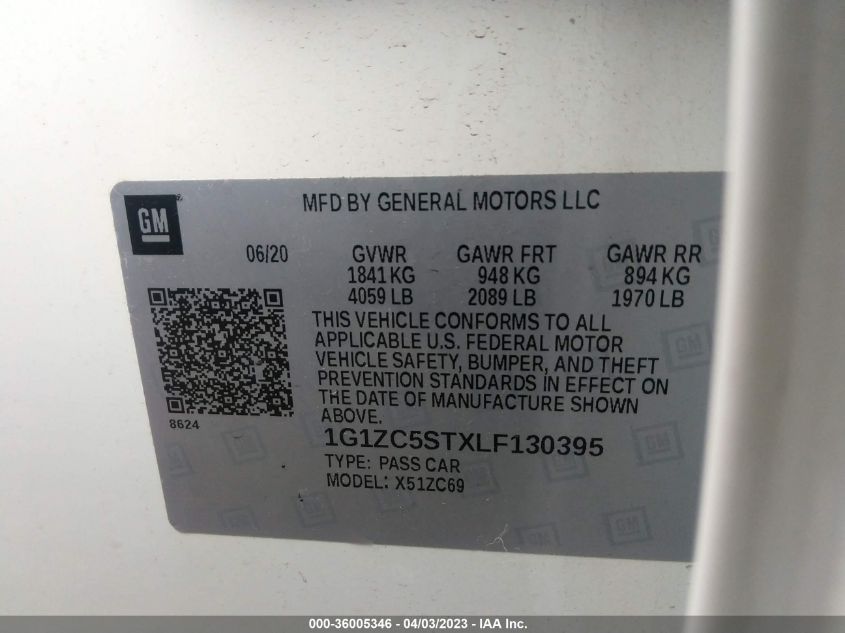 GM
MFD BY GENERAL MOTORS LLC
06/20 GVWR GAWR FRT GAWR RR
1841 KG 948 KG 894 KG
4059 LB 2089 LB 1970 LB
THIS VEHICLE CONFORMS TO ALL
APPLICABLE U.S. FEDERAL MOTOR
VEHICLE SAFETY, BUMPER, AND THEFT
PREVENTION STANDARDS IN EFFECT ON
THE DATE OF MANUFACTURE SHOWN
ABOVE.
8624
1G1ZC5STXLF130395
TYPE: PASS CAR
MODEL: X51ZC69
000-36005346 - 04/03/2023 - IAA Inc.